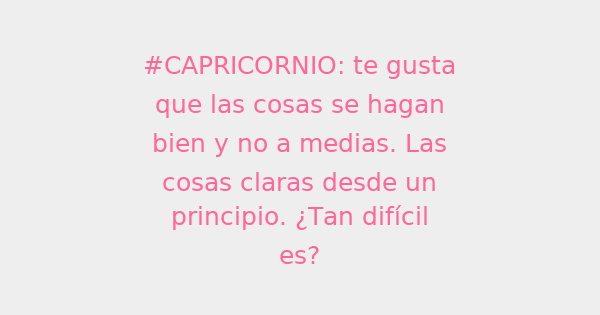 #CAPRICORNIO: te gusta
que las cosas se hagan
bien y no a medias. Las
cosas claras desde un
principio. ¿Tan difícil
es?